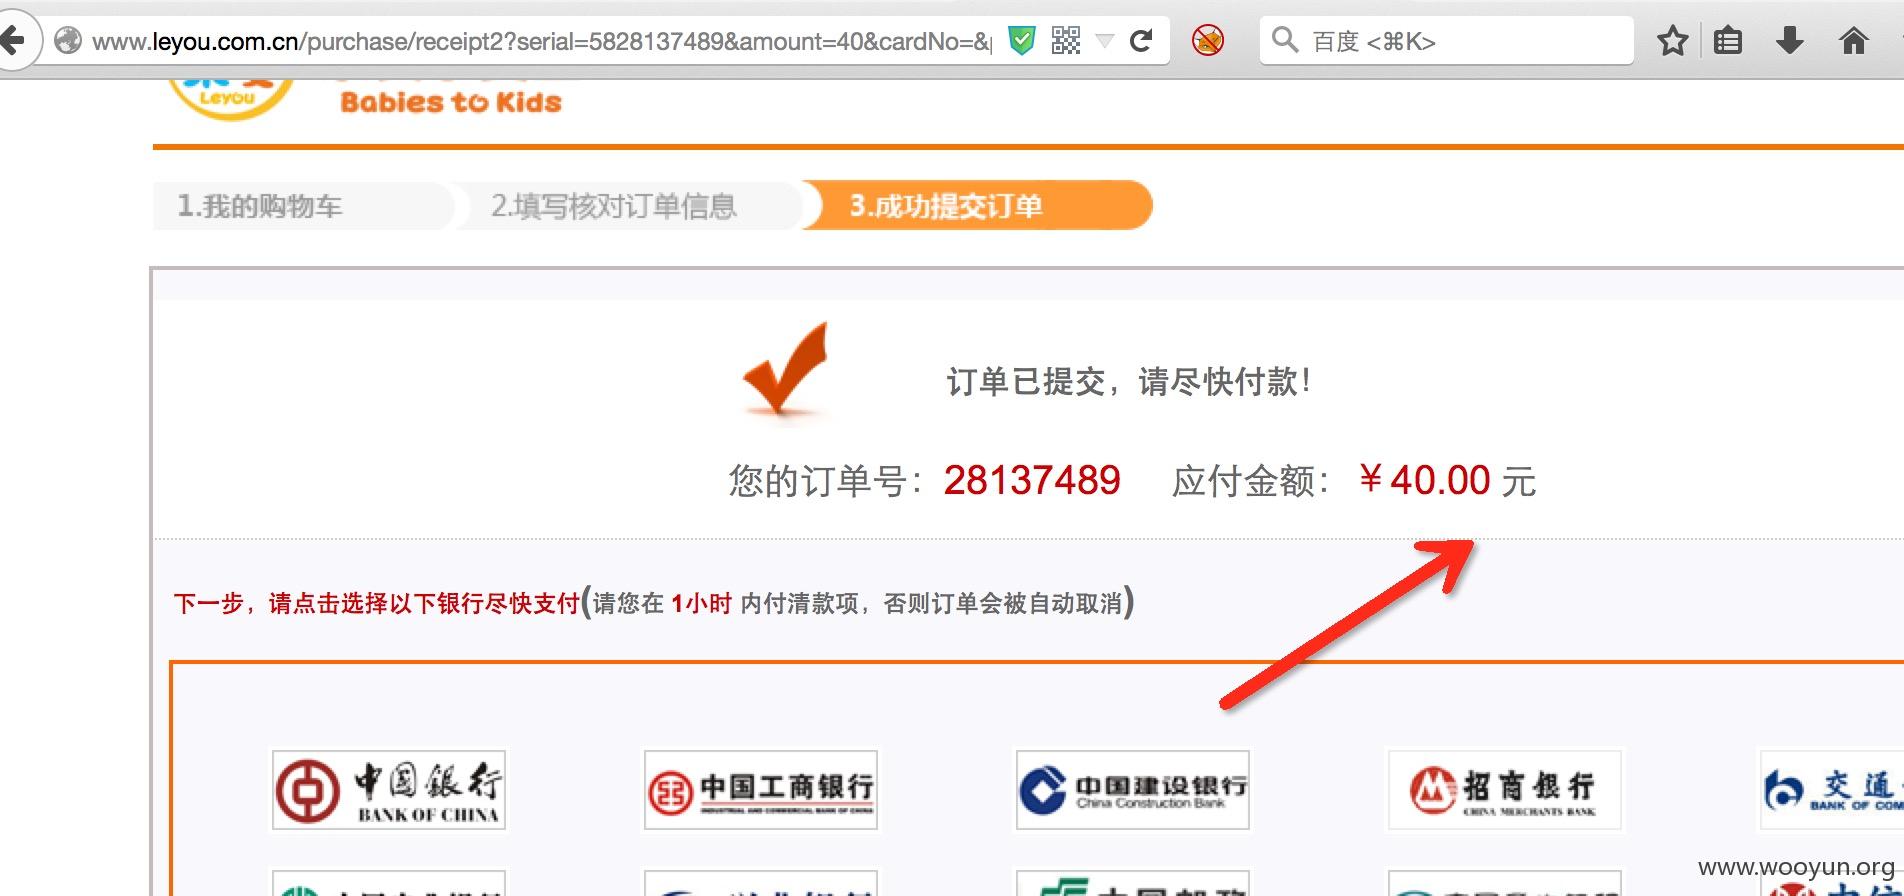 www.leyou.com.cn/purchase/receipt2?serial=5828137489&amount=40&cardNo=&
百度 <⌘K>
Leyou
Babies to Kids
1.我的购物车 2.填写核对订单信息 3.成功提交订单
订单已提交，请尽快付款！
您的订单号： 28137489 应付金额： ￥40.00 元
下一步，请点击选择以下银行尽快支付(请您在 1小时 内付清款项，否则订单会被自动取消)
中国银行 BANK OF CHINA
中国工商银行 INDUSTRIAL AND COMMERCIAL BANK OF CHINA
中国建设银行 China Construction Bank
招商银行 CHINA MERCHANTS BANK
交通 BANK OF COM
www.wooyun.org